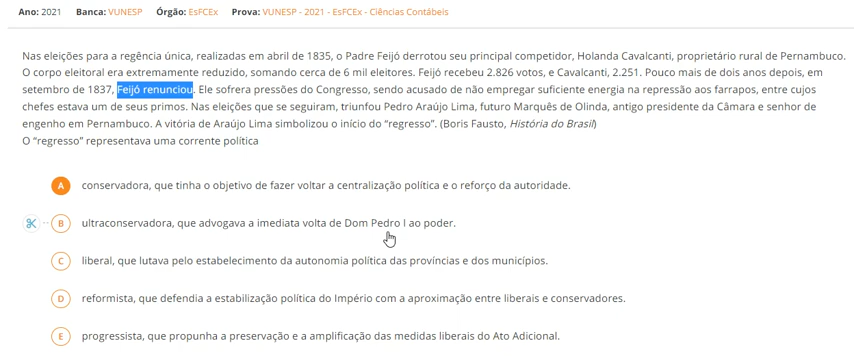 Ano: 2021 Banca: VUNESP Órgão: EsFCEx Prova: VUNESP - 2021 - EsFCEx - Ciências Contábeis
Nas eleições para a regência única, realizadas em abril de 1835, o Padre Feijó derrotou seu principal competidor, Holanda Cavalcanti, proprietário rural de Pernambuco.
O corpo eleitoral era extremamente reduzido, somando cerca de 6 mil eleitores. Feijó recebeu 2.826 votos, e Cavalcanti, 2.251. Pouco mais de dois anos depois, em
setembro de 1837, Feijó renunciou. Ele sofrera pressões do Congresso, sendo acusado de não empregar suficiente energia na repressão aos farrapos, entre cujos
chefes estava um de seus primos. Nas eleições que se seguiram, triunfou Pedro Araújo Lima, futuro Marquês de Olinda, antigo presidente da Câmara e senhor de
engenho em Pernambuco. A vitória de Araújo Lima simbolizou o início do “regresso”. (Boris Fausto, História do Brasil)
O “regresso” representava uma corrente política
A conservadora, que tinha o objetivo de fazer voltar a centralização política e o reforço da autoridade.
B ultraconservadora, que advogava a imediata volta de Dom Pedro I ao poder.
C liberal, que lutava pelo estabelecimento da autonomia política das províncias e dos municípios.
D reformista, que defendia a estabilização política do Império com a aproximação entre liberais e conservadores.
E progressista, que propunha a preservação e a amplificação das medidas liberais do Ato Adicional.